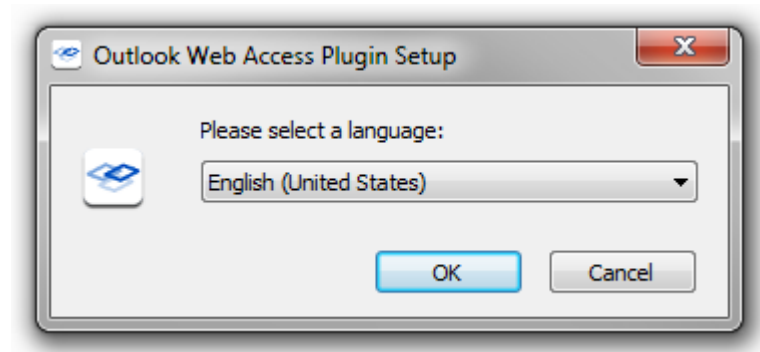 Outlook Web Access Plugin Setup
Please select a language:
English (United States)
OK Cancel